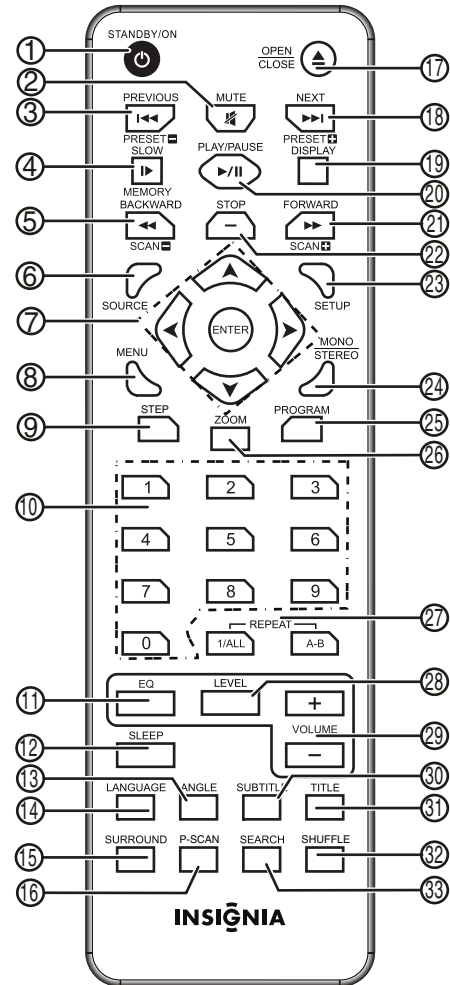 STANDBY/ON
OPEN
CLOSE
1
17
2
PREVIOUS MUTE NEXT
3
18
PRESET PRESET
SLOW PLAY/PAUSE DISPLAY
4
19
20
MEMORY
BACKWARD STOP FORWARD
5
21
SCAN SCAN
22
6
23
SOURCE SETUP
7
ENTER
MENU MONO
STEREO
8
24
STEP ZOOM PROGRAM
9
25
26
1 2 3
10
4 5 6
7 8 9
27
REPEAT
0 1/ALL A-B
EQ LEVEL
28
11
+
VOLUME
29
SLEEP
12
−
13
30
LANGUAGE ANGLE SUBTITLE TITLE
14
31
SURROUND P-SCAN SEARCH SHUFFLE
15
32
16
33
INSIGNIA